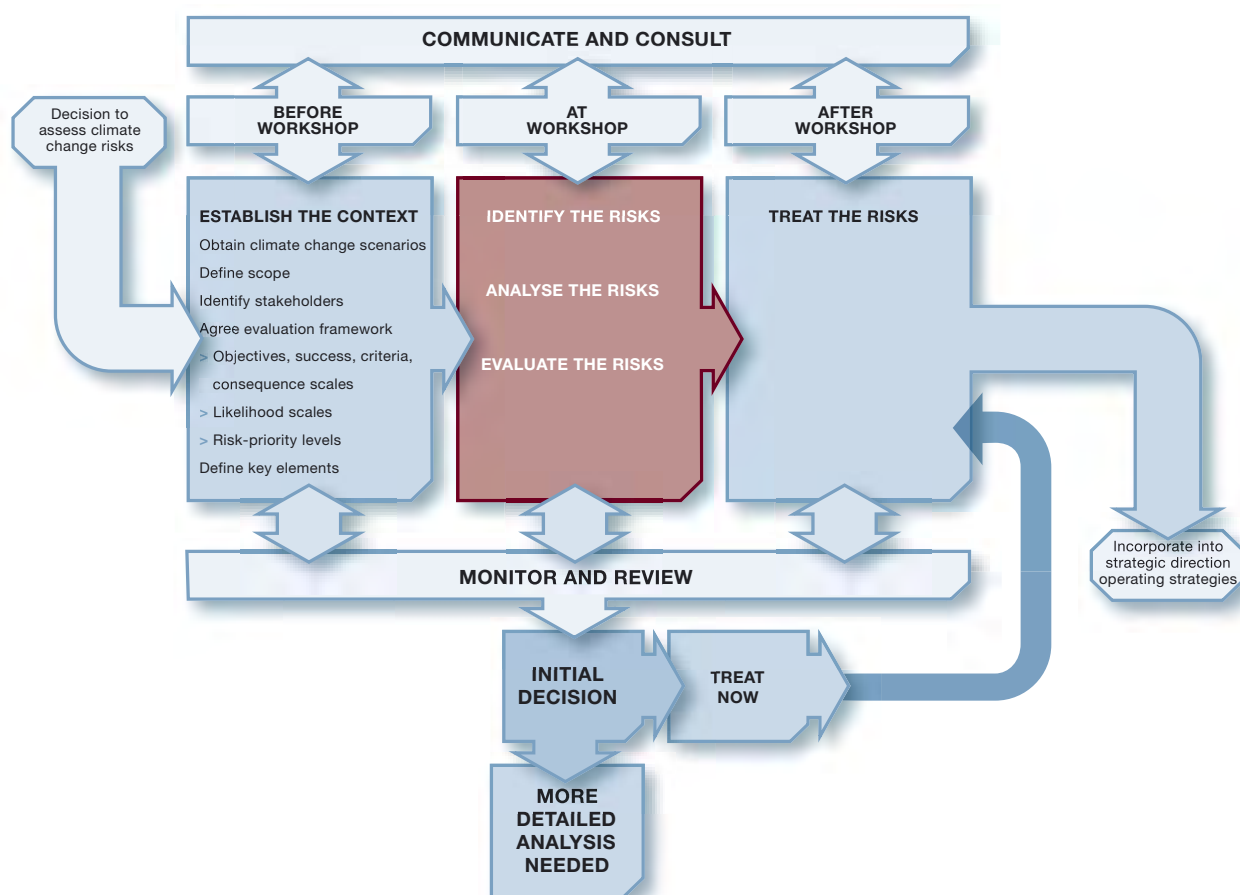 COMMUNICATE AND CONSULT
Decision to
assess climate
change risks
BEFORE
WORKSHOP
AT
WORKSHOP
AFTER
WORKSHOP
ESTABLISH THE CONTEXT
Obtain climate change scenarios
Define scope
Identify stakeholders
Agree evaluation framework
> Objectives, success, criteria,
consequence scales
> Likelihood scales
> Risk-priority levels
Define key elements
IDENTIFY THE RISKS
ANALYSE THE RISKS
EVALUATE THE RISKS
TREAT THE RISKS
Incorporate into
strategic direction
operating strategies
MONITOR AND REVIEW
INITIAL
DECISION
TREAT
NOW
MORE
DETAILED
ANALYSIS
NEEDED